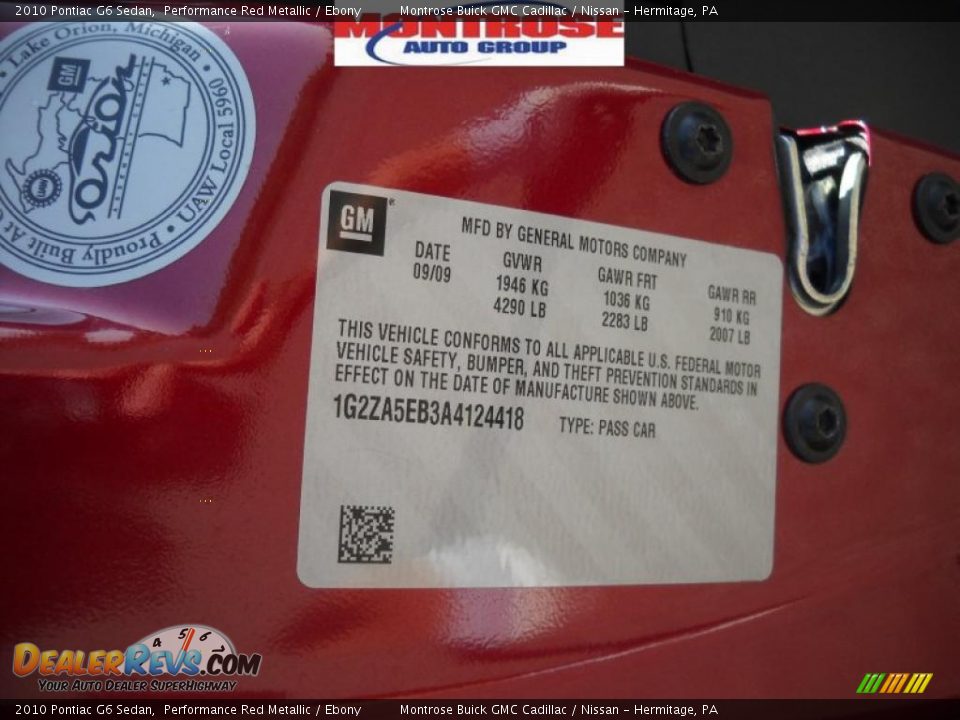 2010 Pontiac G6 Sedan,  Performance Red Metallic / Ebony          Montrose Buick GMC Cadillac / Nissan - Hermitage, PA
MONTROSE
AUTO GROUP
Lake Orion, Michigan • UAW Local 5960 • Proudly Built At
GM
orion
GM®
MFD BY GENERAL MOTORS COMPANY
DATE GVWR GAWR FRT GAWR RR
09/09 1946 KG 1036 KG 910 KG
4290 LB 2283 LB 2007 LB
THIS VEHICLE CONFORMS TO ALL APPLICABLE U.S. FEDERAL MOTOR
VEHICLE SAFETY, BUMPER, AND THEFT PREVENTION STANDARDS IN
EFFECT ON THE DATE OF MANUFACTURE SHOWN ABOVE.
1G2ZA5EB3A4124418 TYPE: PASS CAR
4 5 6
DealerRevs.com
Your Auto Dealer SuperHighway
2010 Pontiac G6 Sedan,  Performance Red Metallic / Ebony          Montrose Buick GMC Cadillac / Nissan - Hermitage, PA